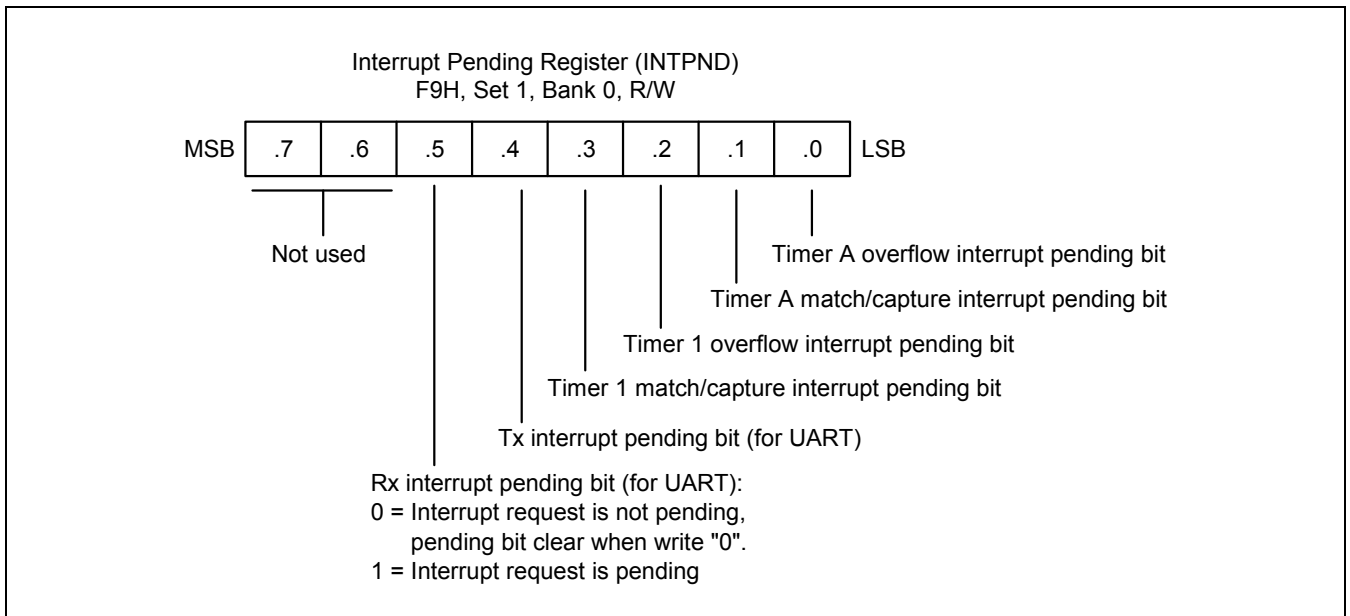 Interrupt Pending Register (INTPND)
F9H, Set 1, Bank 0, R/W
MSB .7 .6 .5 .4 .3 .2 .1 .0 LSB
Not used
Timer A overflow interrupt pending bit
Timer A match/capture interrupt pending bit
Timer 1 overflow interrupt pending bit
Timer 1 match/capture interrupt pending bit
Tx interrupt pending bit (for UART)
Rx interrupt pending bit (for UART):
0 = Interrupt request is not pending,
pending bit clear when write "0".
1 = Interrupt request is pending